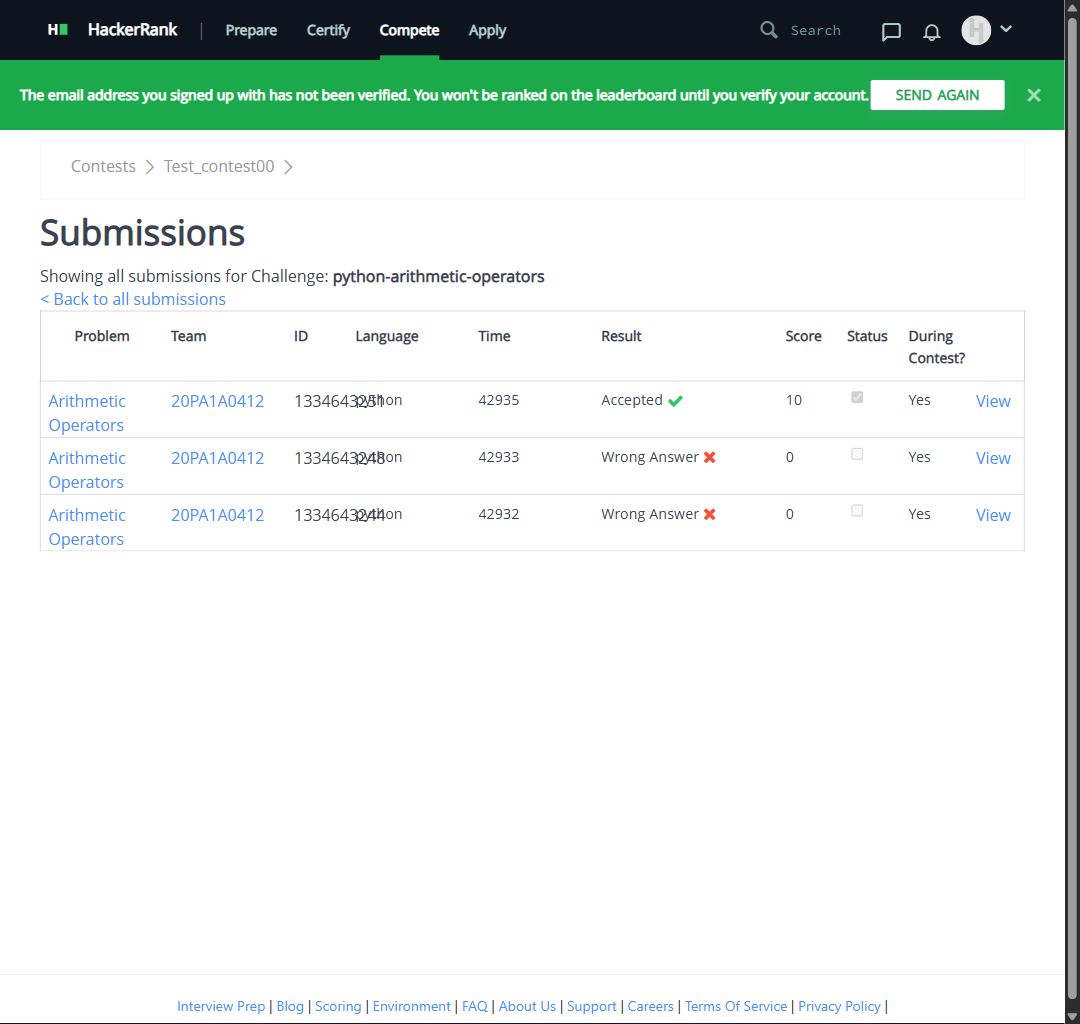 H HackerRank | Prepare Certify Compete Apply Search
The email address you signed up with has not been verified. You won't be ranked on the leaderboard until you verify your account. SEND AGAIN ×
Contests > Test_contest00 >
Submissions
Showing all submissions for Challenge: python-arithmetic-operators
< Back to all submissions
Problem Team ID Language Time Result Score Status During Contest?
Arithmetic Operators 20PA1A0412 1334643251 python 42935 Accepted 10 Yes View
Arithmetic Operators 20PA1A0412 1334643248 python 42933 Wrong Answer 0 Yes View
Arithmetic Operators 20PA1A0412 1334643244 python 42932 Wrong Answer 0 Yes View
Interview Prep | Blog | Scoring | Environment | FAQ | About Us | Support | Careers | Terms Of Service | Privacy Policy |